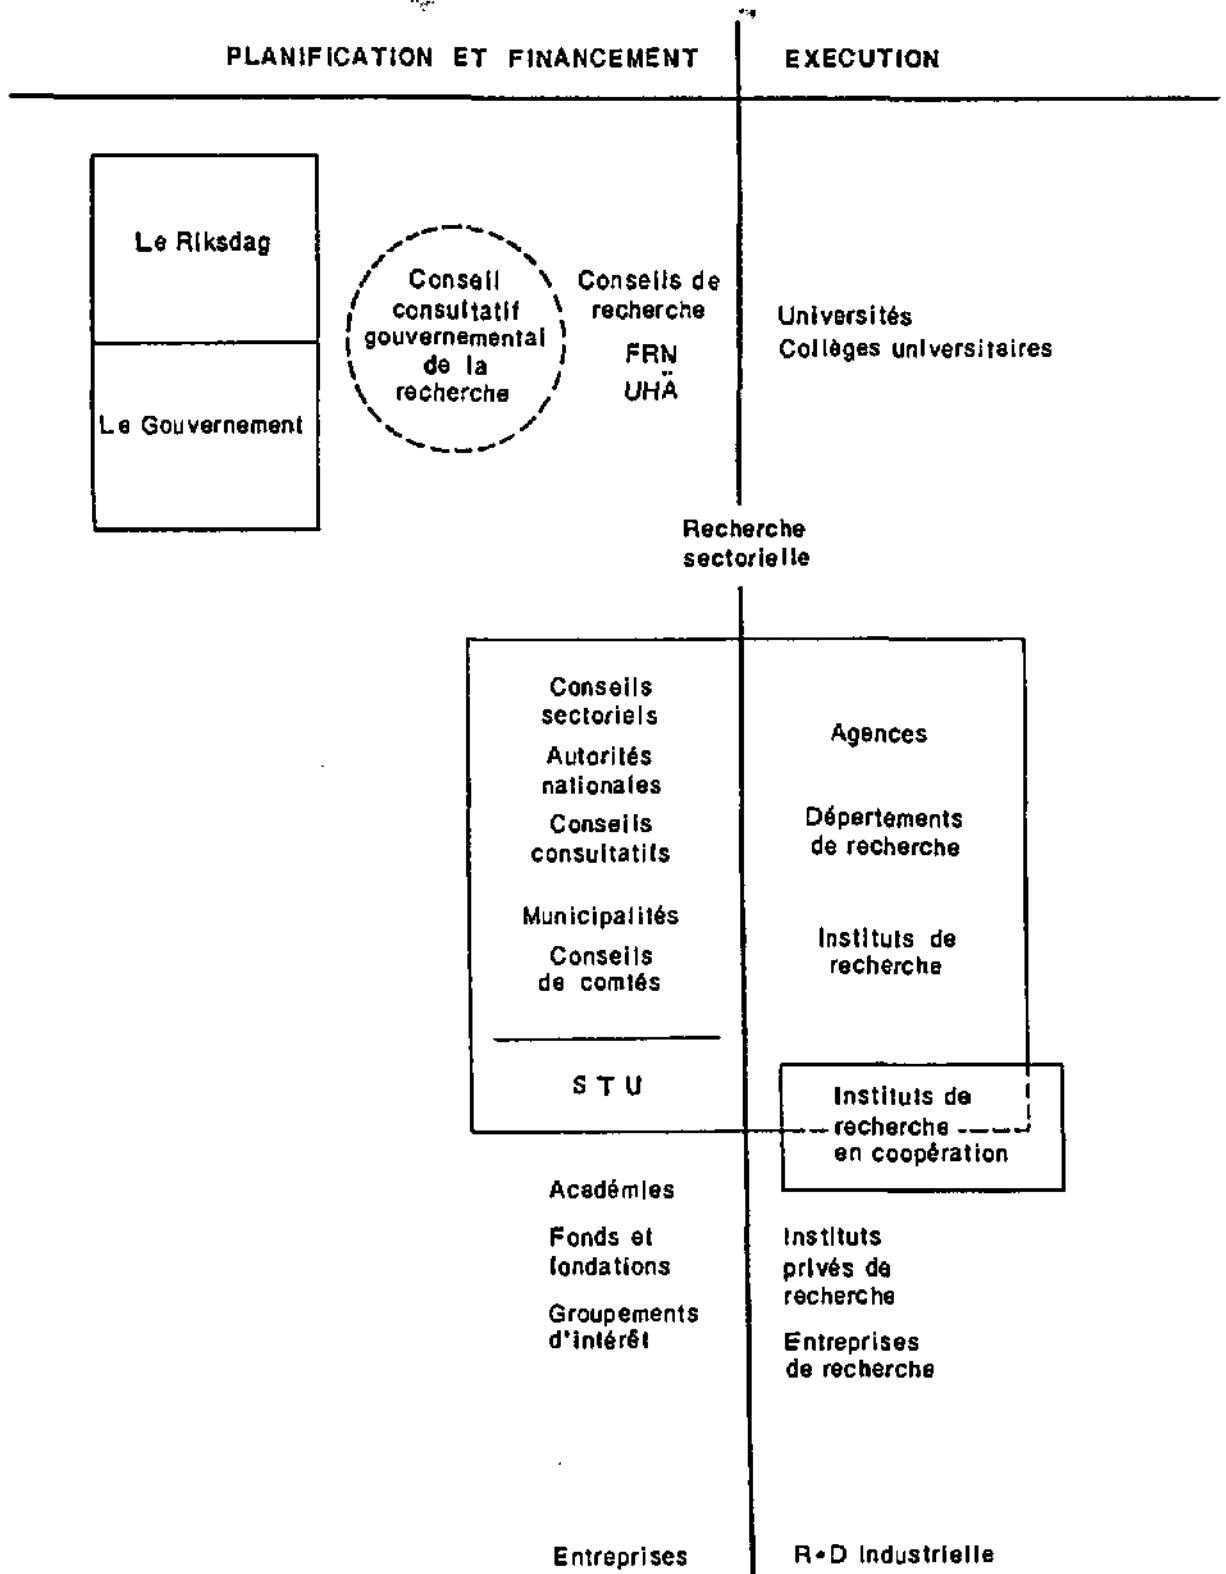 PLANIFICATION ET FINANCEMENT
EXECUTION
Le Riksdag
Le Gouvernement
Conseil
consultatif
gouvernemental
de la
recherche
Conseils de
recherche
FRN
UHÄ
Universités
Collèges universitaires
Recherche
sectorielle
Conseils
sectoriels
Autorités
nationales
Conseils
consultatifs
Municipalités
Conseils
de comtés
STU
Agences
Départements
de recherche
Instituts de
recherche
Instituts de
recherche
en coopération
Académies
Fonds et
fondations
Groupements
d'intérêt
Instituts
privés de
recherche
Entreprises
de recherche
Entreprises
R•D Industrielle